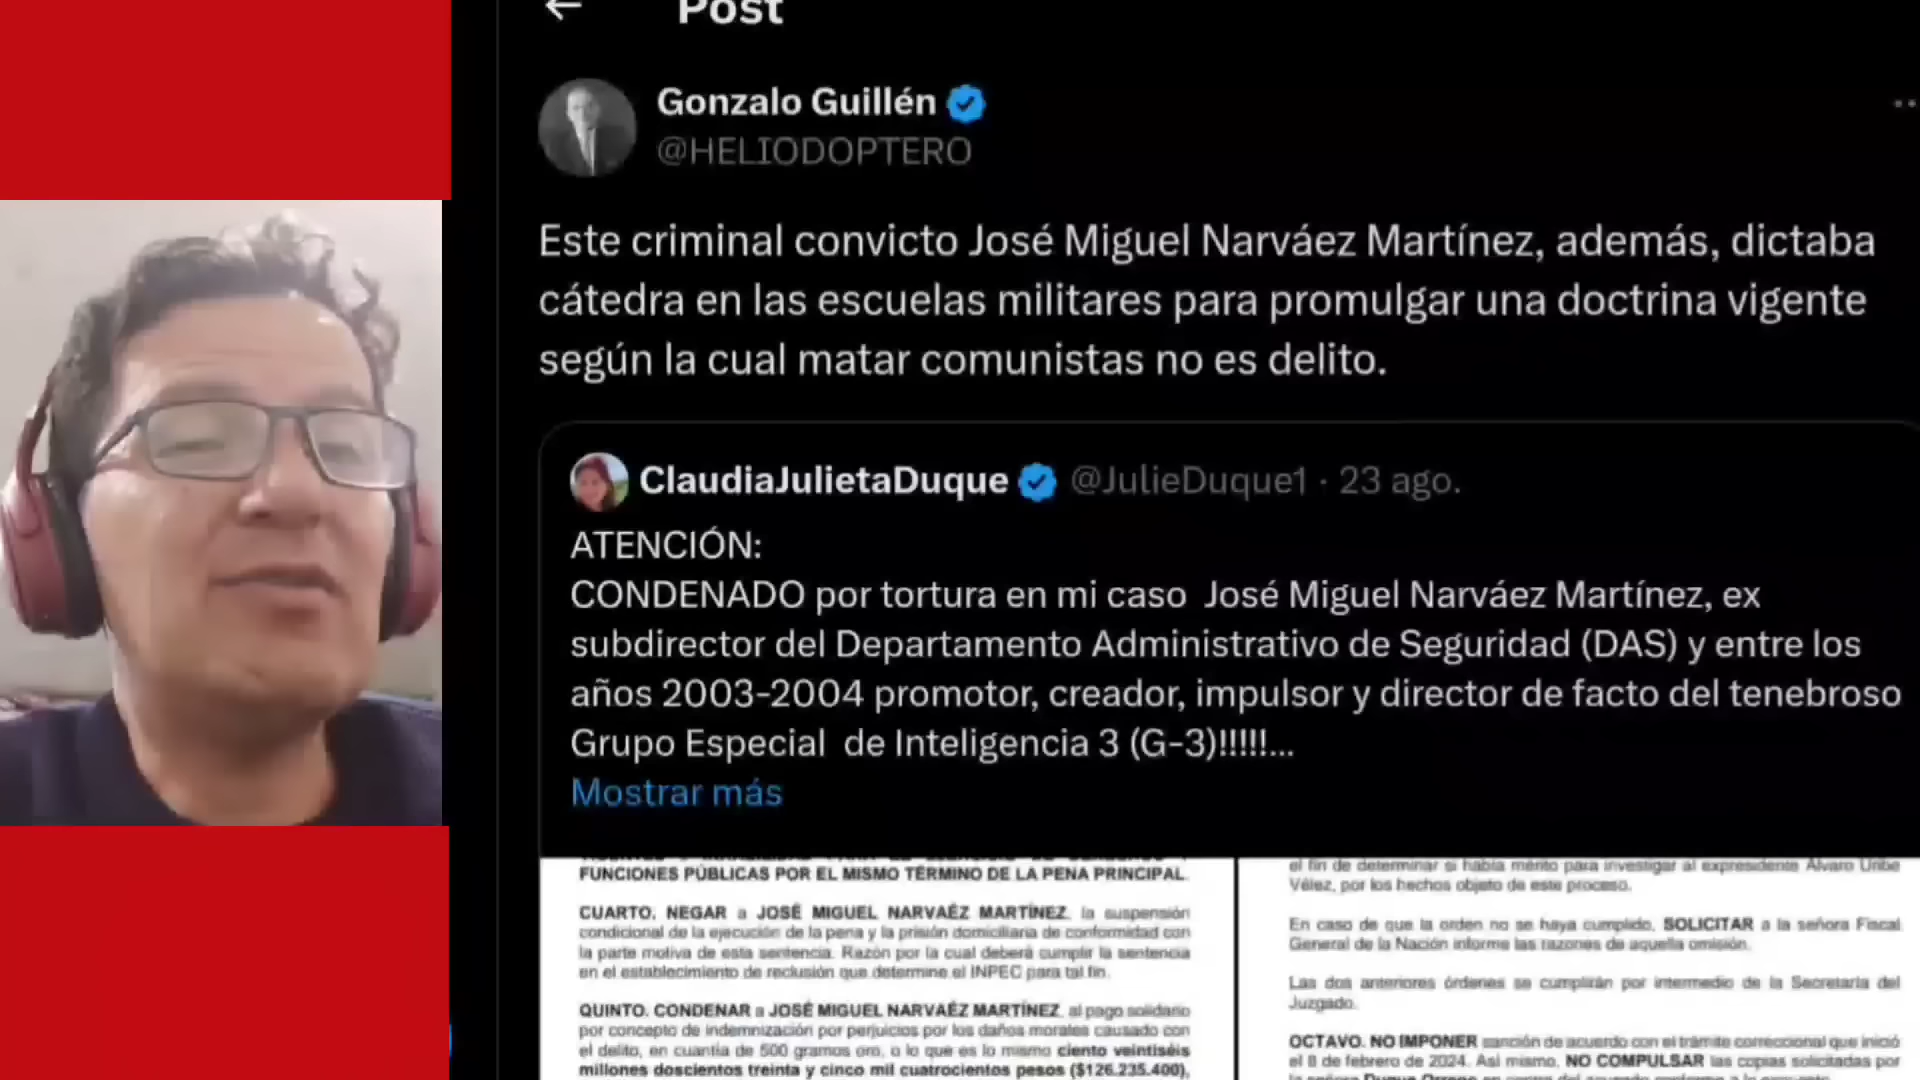 Post
Gonzalo Guillén
@HELIODOPTERO
Este criminal convicto José Miguel Narváez Martínez, además, dictaba
cátedra en las escuelas militares para promulgar una doctrina vigente
según la cual matar comunistas no es delito.
ClaudiaJulietaDuque @JulieDuque1 · 23 ago.
ATENCIÓN:
CONDENADO por tortura en mi caso José Miguel Narváez Martínez, ex
subdirector del Departamento Administrativo de Seguridad (DAS) y entre los
años 2003-2004 promotor, creador, impulsor y director de facto del tenebroso
Grupo Especial de Inteligencia 3 (G-3)!!!!!...
Mostrar más
FUNCIONES PÚBLICAS POR EL MISMO TÉRMINO DE LA PENA PRINCIPAL.
CUARTO. NEGAR a JOSÉ MIGUEL NARVAÉZ MARTÍNEZ, la suspensión
condicional de la ejecución de la pena y la prisión domiciliaria de conformidad con
la parte motiva de esta sentencia. Razón por la cual deberá cumplir la sentencia
en el establecimiento de reclusión que determine el INPEC para tal fin.
QUINTO. CONDENAR a JOSÉ MIGUEL NARVAÉZ MARTÍNEZ, al pago solidario
por concepto de indemnización por perjuicios por los daños morales causado con
el delito, en cuantía de 500 gramos oro, o lo que es lo mismo ciento veintiséis
millones doscientos treinta y cinco mil cuatrocientos pesos ($126.235.400),
el fin de determinar si había mérito para investigar al expresidente Álvaro Uribe
Vélez, por los hechos objeto de este proceso.
En caso de que la orden no se haya cumplido, SOLICITAR a la señora Fiscal
General de la Nación informe las razones de aquella omisión.
Las dos anteriores órdenes se cumplirán por intermedio de la Secretaría del
Juzgado.
OCTAVO. NO IMPONER sanción de acuerdo con el trámite correccional que inició
el 8 de febrero de 2024. Así mismo, NO COMPULSAR las copias solicitadas por